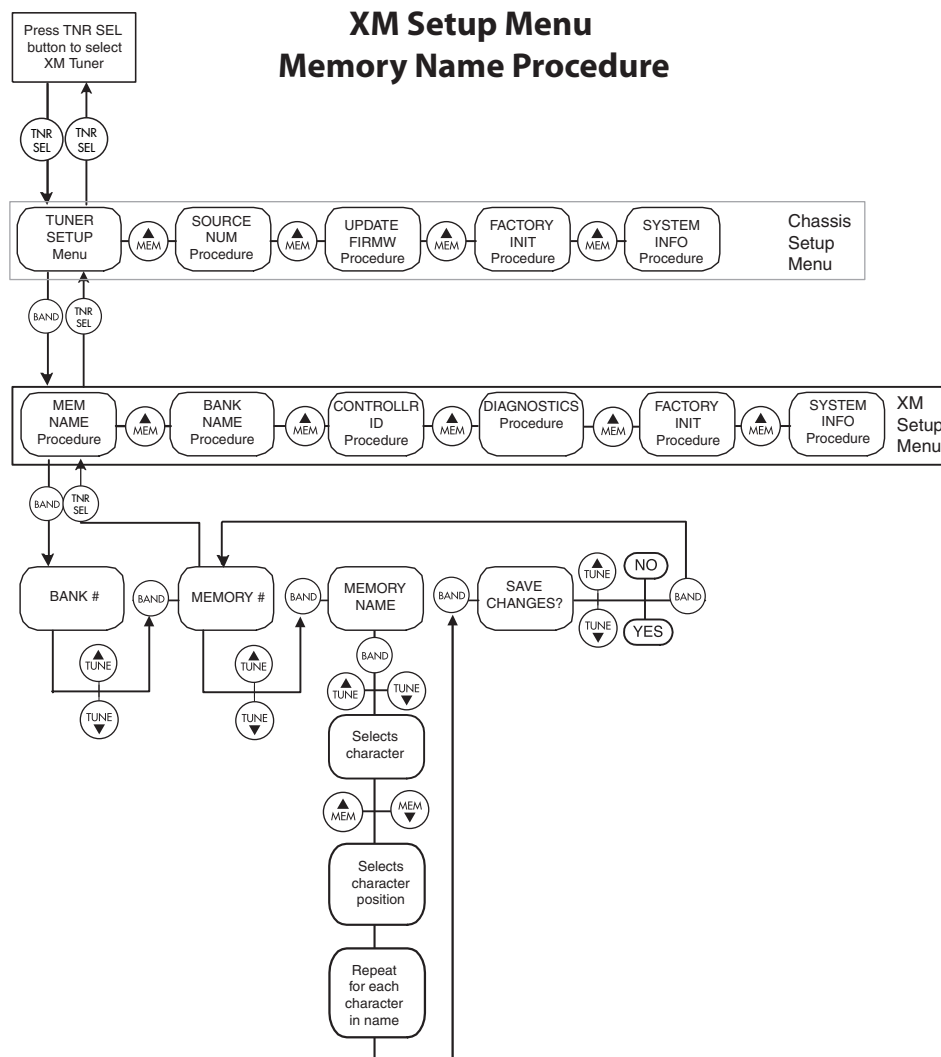 XM Setup Menu
Memory Name Procedure
Press TNR SEL
button to select
XM Tuner
TNR
SEL
TNR
SEL
TUNER
SETUP
Menu
MEM
SOURCE
NUM
Procedure
MEM
UPDATE
FIRMW
Procedure
MEM
FACTORY
INIT
Procedure
MEM
SYSTEM
INFO
Procedure
Chassis
Setup
Menu
BAND
TNR
SEL
MEM
NAME
Procedure
MEM
BANK
NAME
Procedure
MEM
CONTROLLR
ID
Procedure
MEM
DIAGNOSTICS
Procedure
MEM
FACTORY
INIT
Procedure
MEM
SYSTEM
INFO
Procedure
XM
Setup
Menu
BAND
TNR
SEL
BANK #
TUNE
TUNE
BAND
MEMORY #
TUNE
TUNE
BAND
MEMORY
NAME
BAND
TUNE
TUNE
Selects
character
MEM
MEM
Selects
character
position
Repeat
for each
character
in name
BAND
SAVE
CHANGES?
TUNE
TUNE
NO
YES
BAND